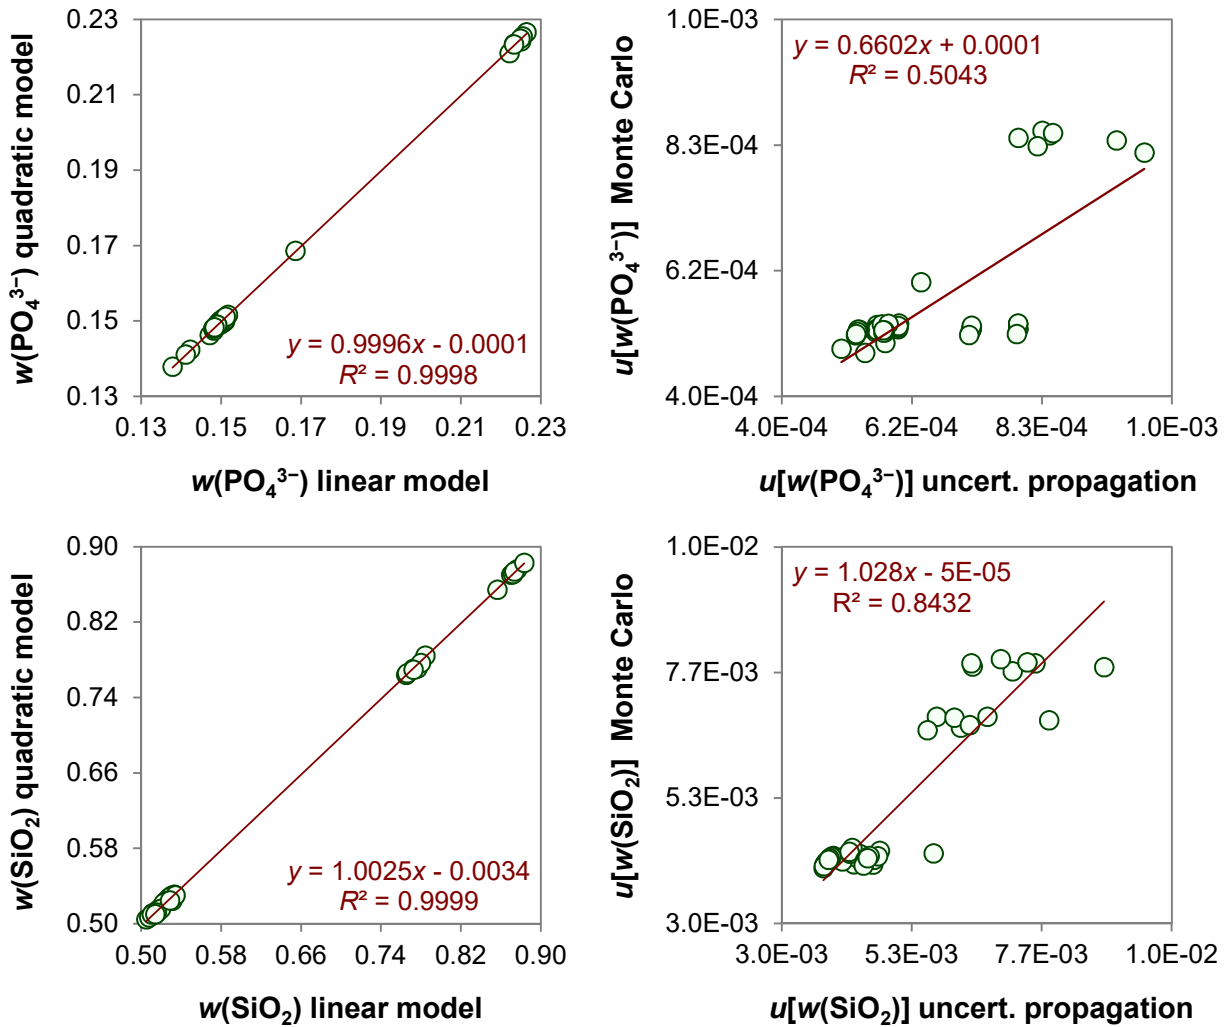 w(PO₄³⁻) quadratic model
0.23
0.23
0.21
0.19
0.17
0.15
0.13
y = 0.9996x - 0.0001
R² = 0.9998
0.13 0.15 0.17 0.19 0.21 0.23
w(PO₄³⁻) linear model
u[w(PO₄³⁻)] Monte Carlo
1.0E-03
8.3E-04
6.2E-04
4.0E-04
y = 0.6602x + 0.0001
R² = 0.5043
4.0E-04 6.2E-04 8.3E-04 1.0E-03
u[w(PO₄³⁻)] uncert. propagation
w(SiO₂) quadratic model
0.90
0.82
0.74
0.66
0.58
0.50
y = 1.0025x - 0.0034
R² = 0.9999
0.50 0.58 0.66 0.74 0.82 0.90
w(SiO₂) linear model
u[w(SiO₂)] Monte Carlo
1.0E-02
7.7E-03
5.3E-03
3.0E-03
y = 1.028x - 5E-05
R² = 0.8432
3.0E-03 5.3E-03 7.7E-03 1.0E-02
u[w(SiO₂)] uncert. propagation